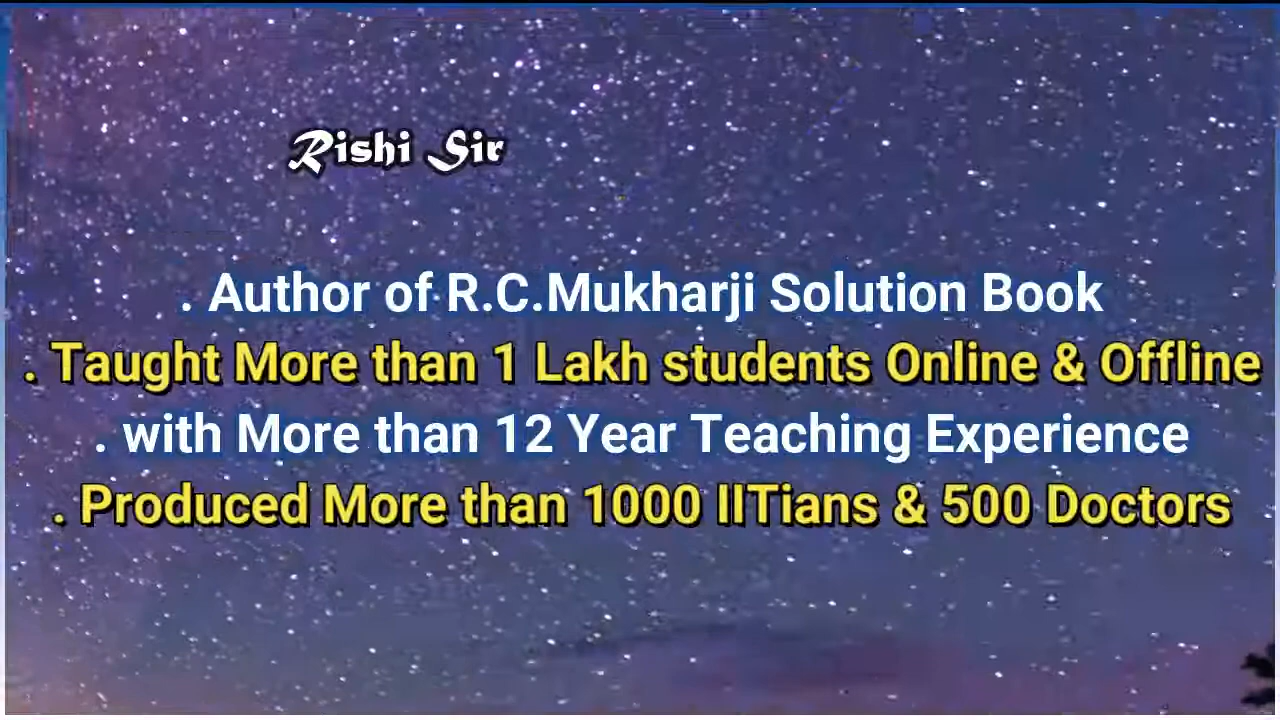 Rishi Sir
. Author of R.C.Mukharji Solution Book
. Taught More than 1 Lakh students Online & Offline
. with More than 12 Year Teaching Experience
. Produced More than 1000 IITians & 500 Doctors